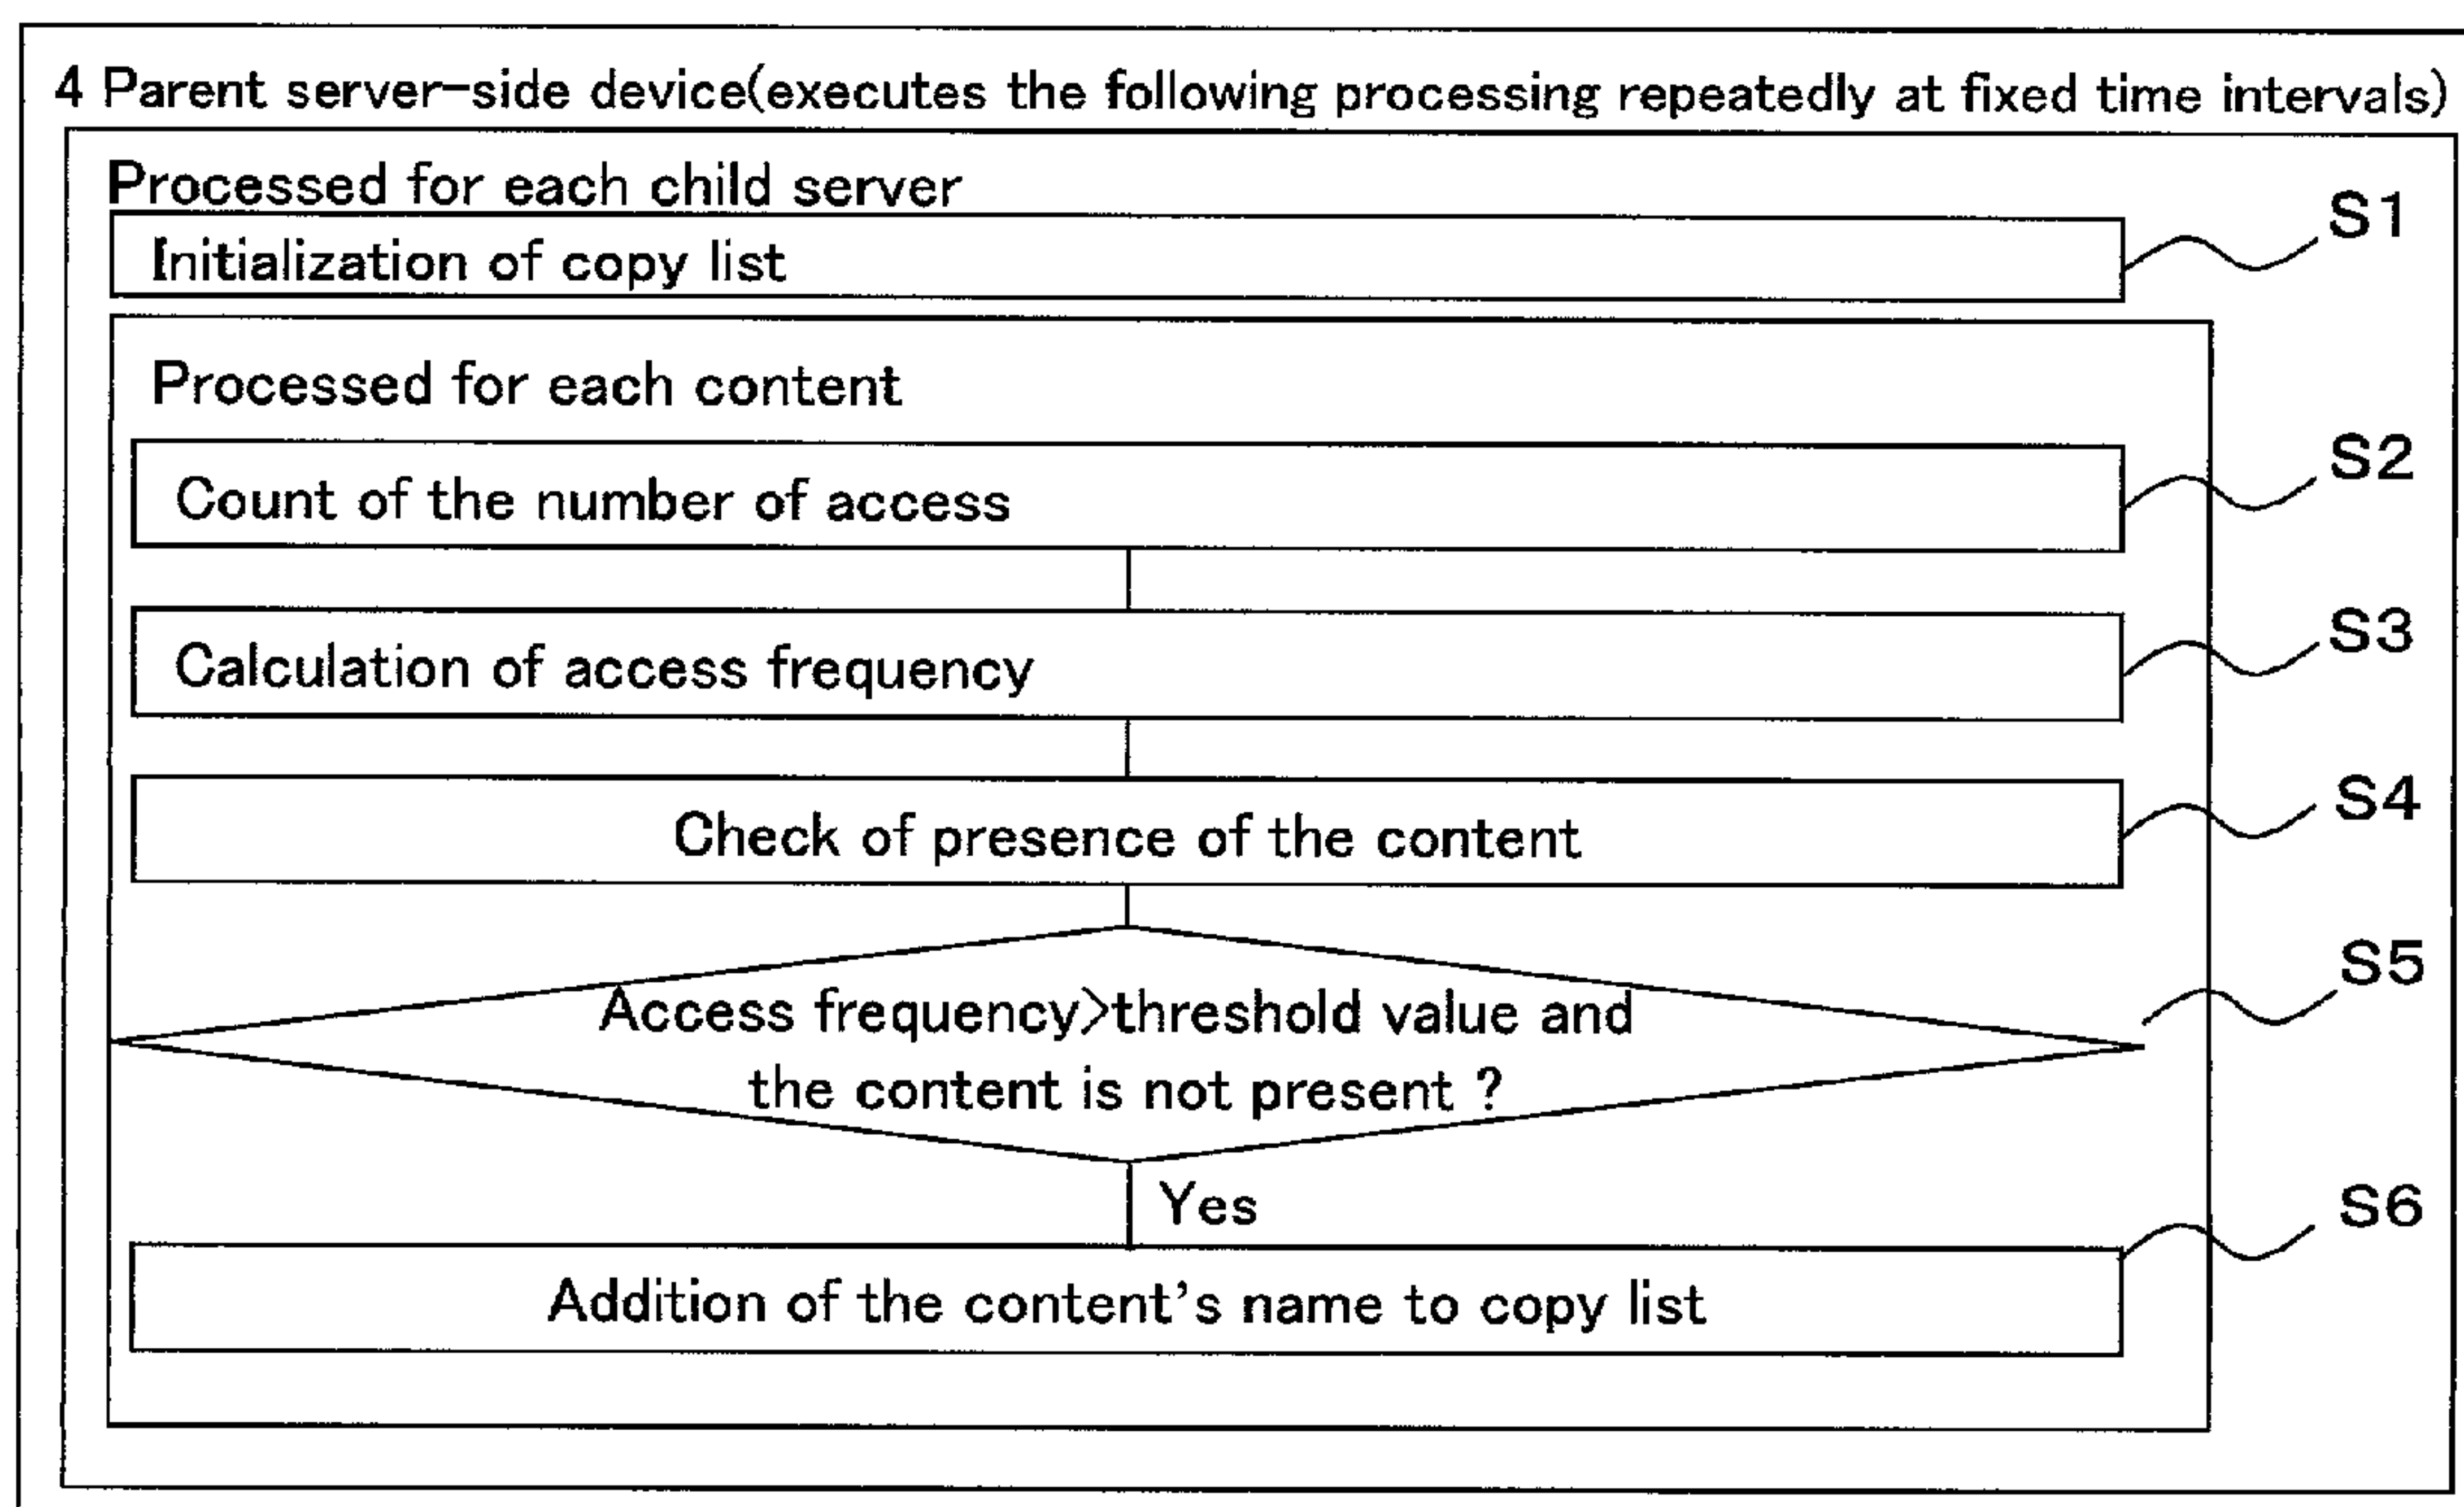 4 Parent server-side device(executes the following processing repeatedly at fixed time intervals)
Processed for each child server
S1
Initialization of copy list
Processed for each content
S2
Count of the number of access
S3
Calculation of access frequency
S4
Check of presence of the content
S5
Access frequency>threshold value and
the content is not present ?
Yes
S6
Addition of the content's name to copy list